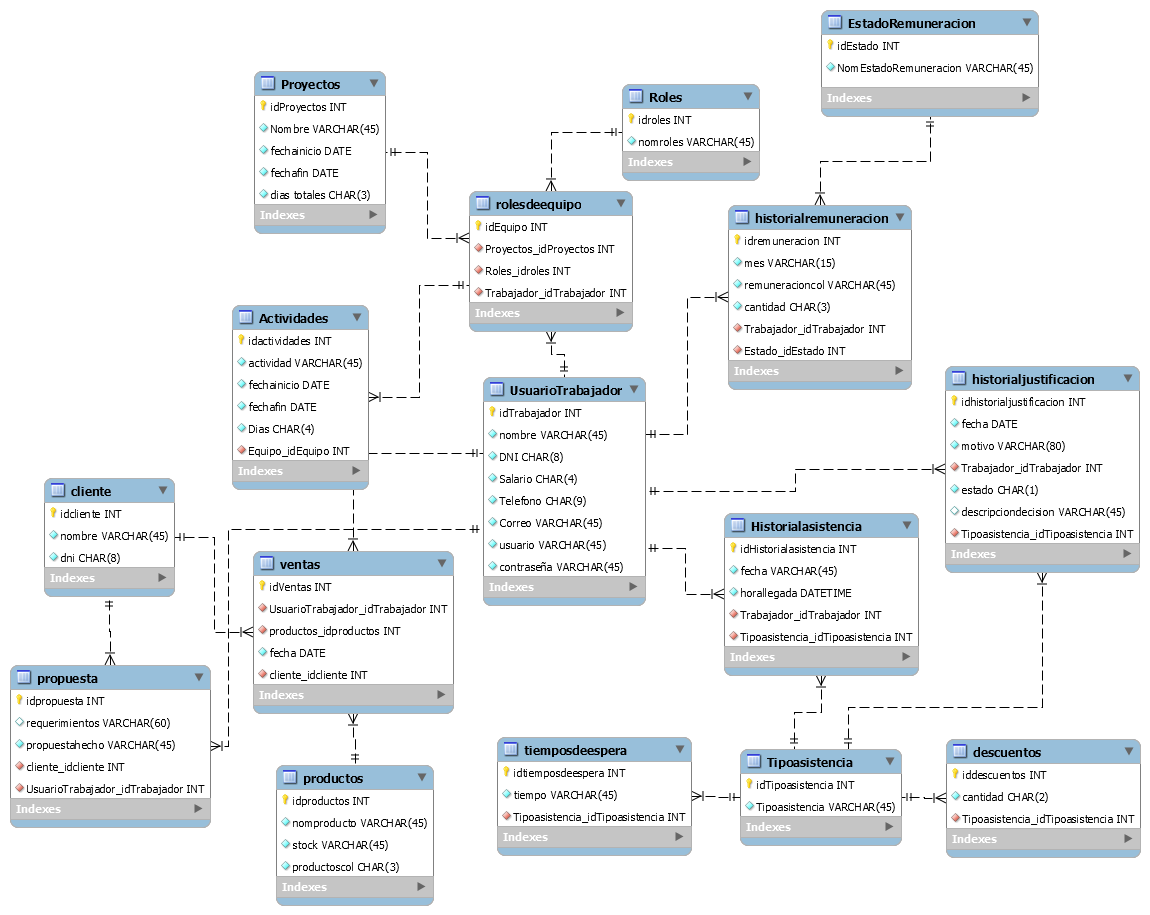 EstadoRemuneracion
idEstado INT
NomEstadoRemuneracion VARCHAR(45)
Indexes
Proyectos
idProyectos INT
Nombre VARCHAR(45)
fechainicio DATE
fechafin DATE
dias totales CHAR(3)
Indexes
Roles
idroles INT
nomroles VARCHAR(45)
Indexes
rolesdeequipo
idEquipo INT
Proyectos_idProyectos INT
Roles_idroles INT
Trabajador_idTrabajador INT
Indexes
historialremuneracion
idremuneracion INT
mes VARCHAR(15)
remuneracioncol VARCHAR(45)
cantidad CHAR(3)
Trabajador_idTrabajador INT
Estado_idEstado INT
Indexes
Actividades
idactividades INT
actividad VARCHAR(45)
fechainicio DATE
fechafin DATE
Dias CHAR(4)
Equipo_idEquipo INT
Indexes
UsuarioTrabajador
idTrabajador INT
nombre VARCHAR(45)
DNI CHAR(8)
Salario CHAR(4)
Telefono CHAR(9)
Correo VARCHAR(45)
usuario VARCHAR(45)
contraseña VARCHAR(45)
Indexes
historialjustificacion
idhistorialjustificacion INT
fecha DATE
motivo VARCHAR(80)
Trabajador_idTrabajador INT
estado CHAR(1)
descripciondecision VARCHAR(45)
Tipoasistencia_idTipoasistencia INT
Indexes
cliente
idcliente INT
nombre VARCHAR(45)
dni CHAR(8)
Indexes
Historialasistencia
idHistorialasistencia INT
fecha VARCHAR(45)
horallegada DATETIME
Trabajador_idTrabajador INT
Tipoasistencia_idTipoasistencia INT
Indexes
ventas
idVentas INT
UsuarioTrabajador_idTrabajador INT
productos_idproductos INT
fecha DATE
cliente_idcliente INT
Indexes
propuesta
idpropuesta INT
requerimientos VARCHAR(60)
propuestahecho VARCHAR(45)
cliente_idcliente INT
UsuarioTrabajador_idTrabajador INT
Indexes
productos
idproductos INT
nomproducto VARCHAR(45)
stock VARCHAR(45)
productoscol CHAR(3)
Indexes
tiemposdeespera
idtiemposdeespera INT
tiempo VARCHAR(45)
Tipoasistencia_idTipoasistencia INT
Indexes
Tipoasistencia
idTipoasistencia INT
Tipoasistencia VARCHAR(45)
Indexes
descuentos
iddescuentos INT
cantidad CHAR(2)
Tipoasistencia_idTipoasistencia INT
Indexes